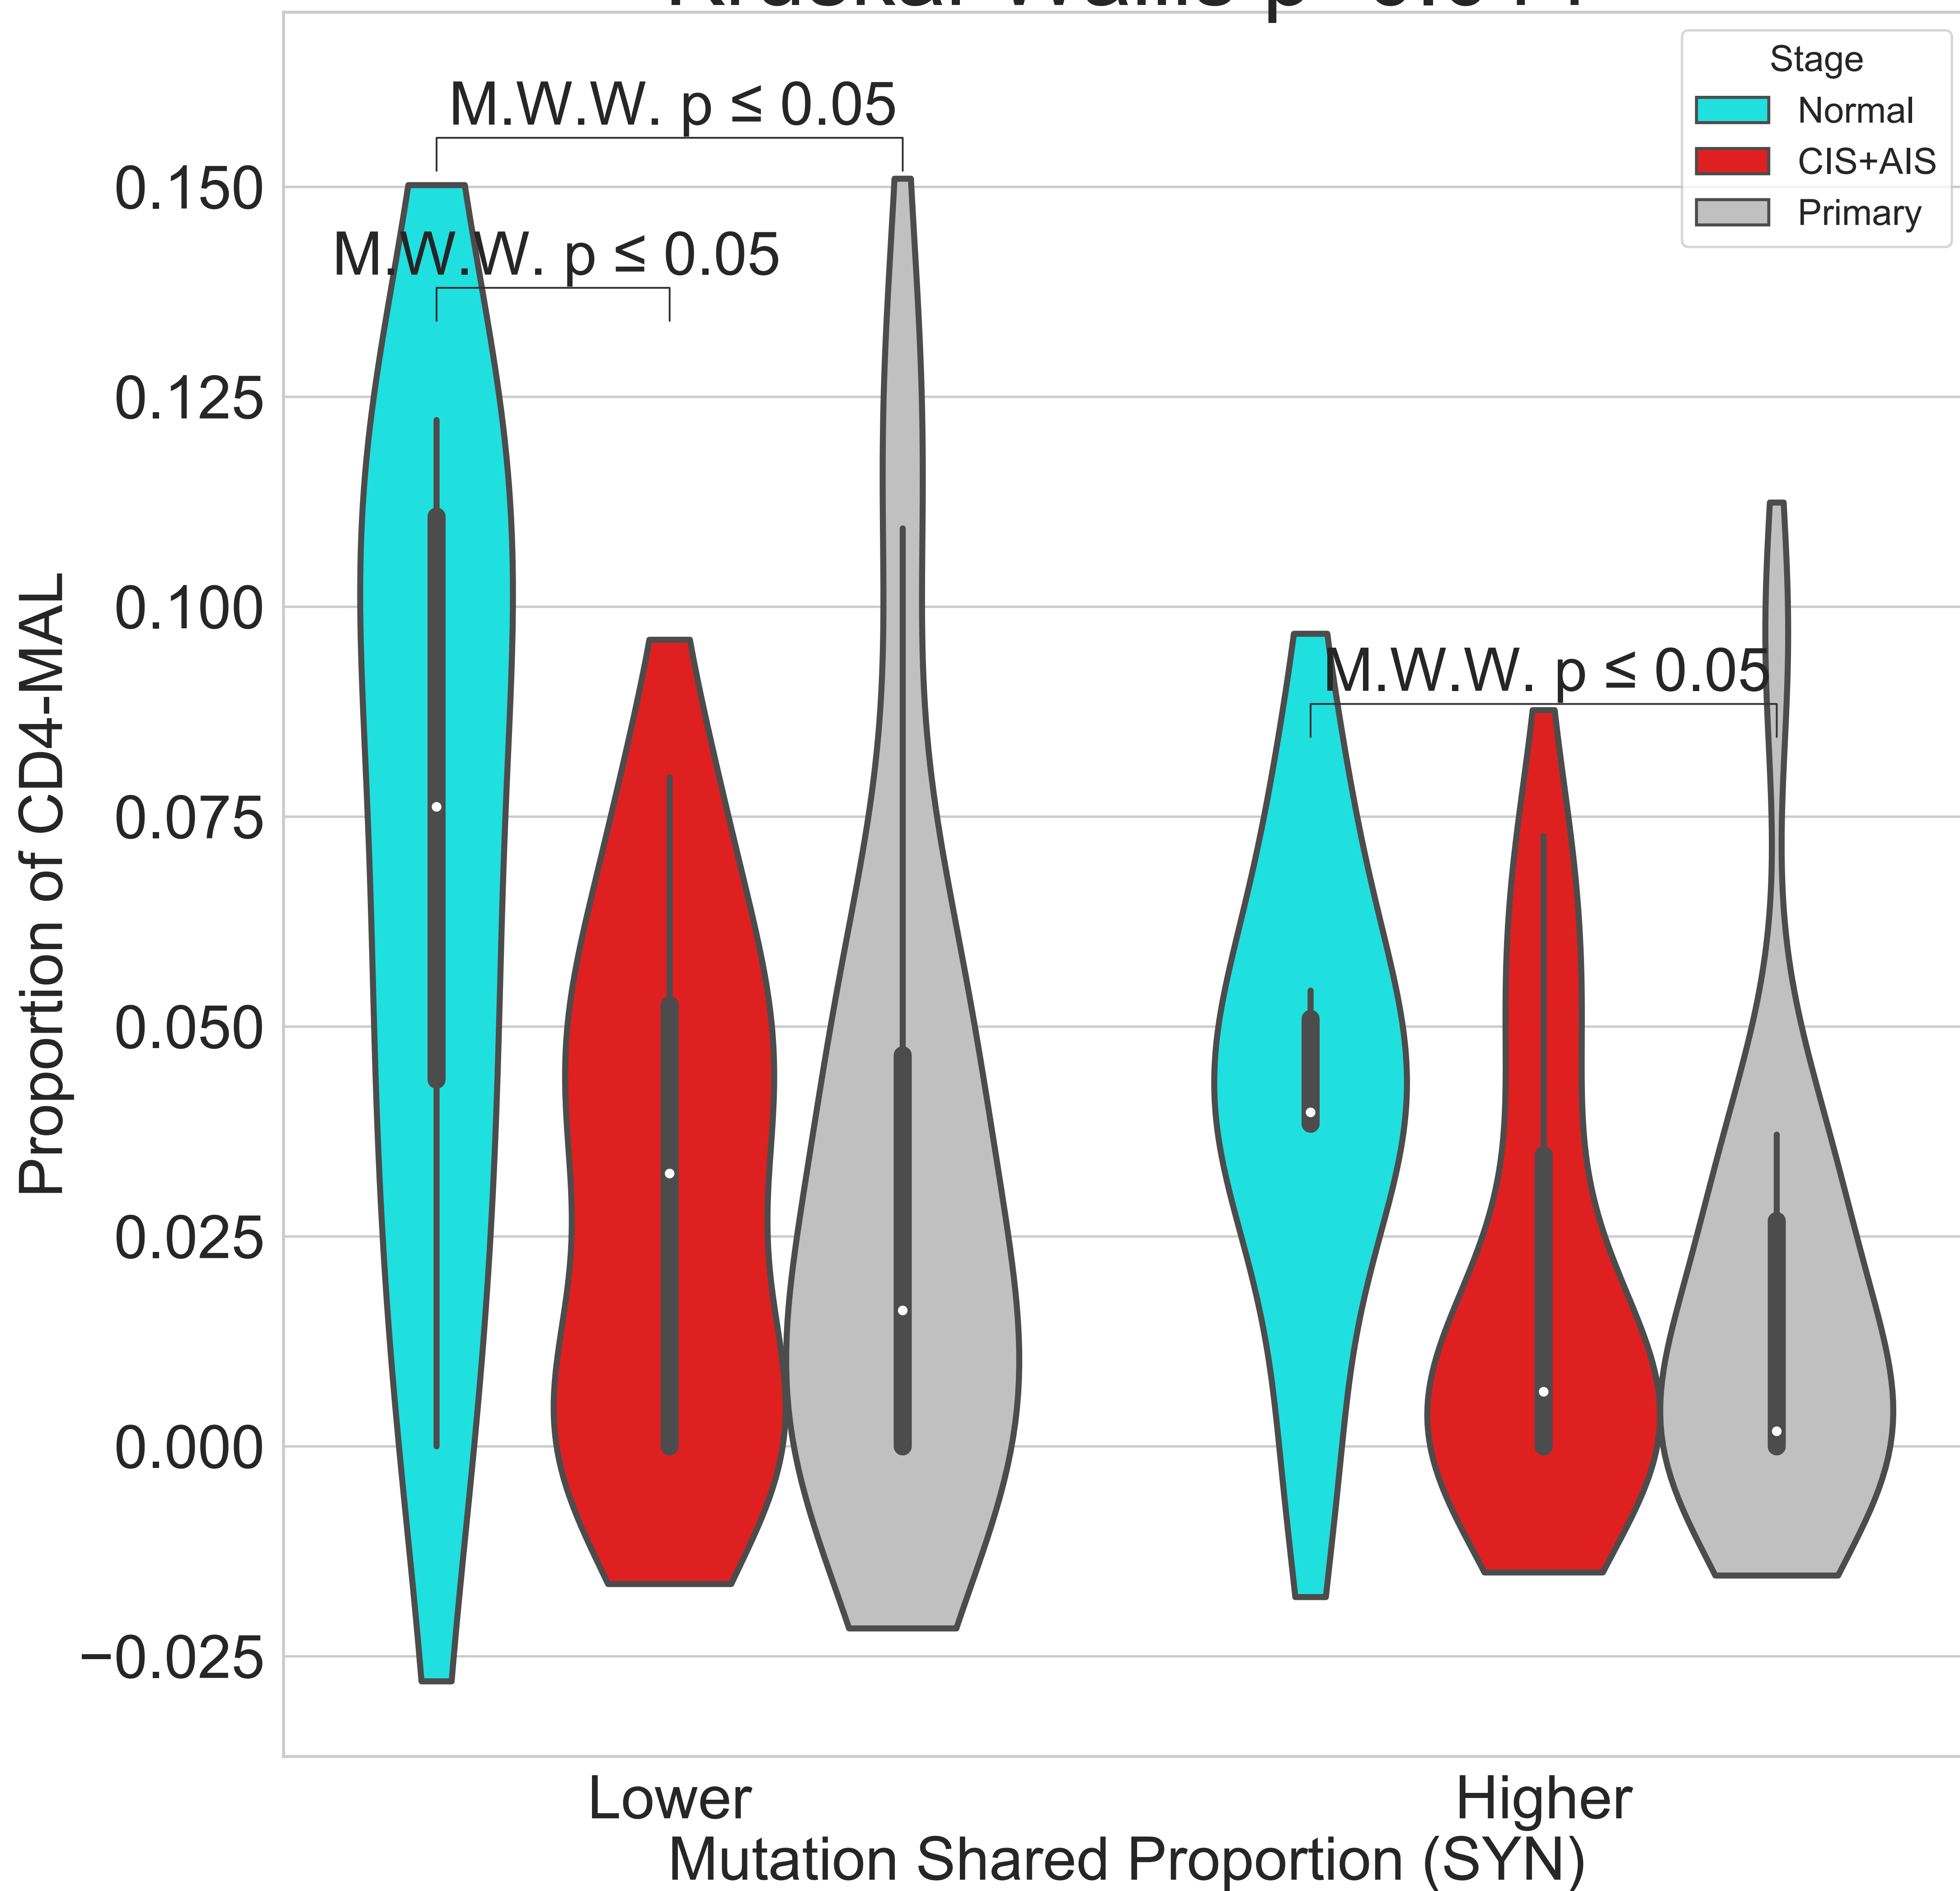 Stage
Normal
CIS+AIS
Primary
M.W.W. p ≤ 0.05
M.W.W. p ≤ 0.05
M.W.W. p ≤ 0.05
0.150
0.125
0.100
0.075
0.050
0.025
0.000
−0.025
Proportion of CD4-MAL
Lower
Higher
Mutation Shared Proportion (SYN)